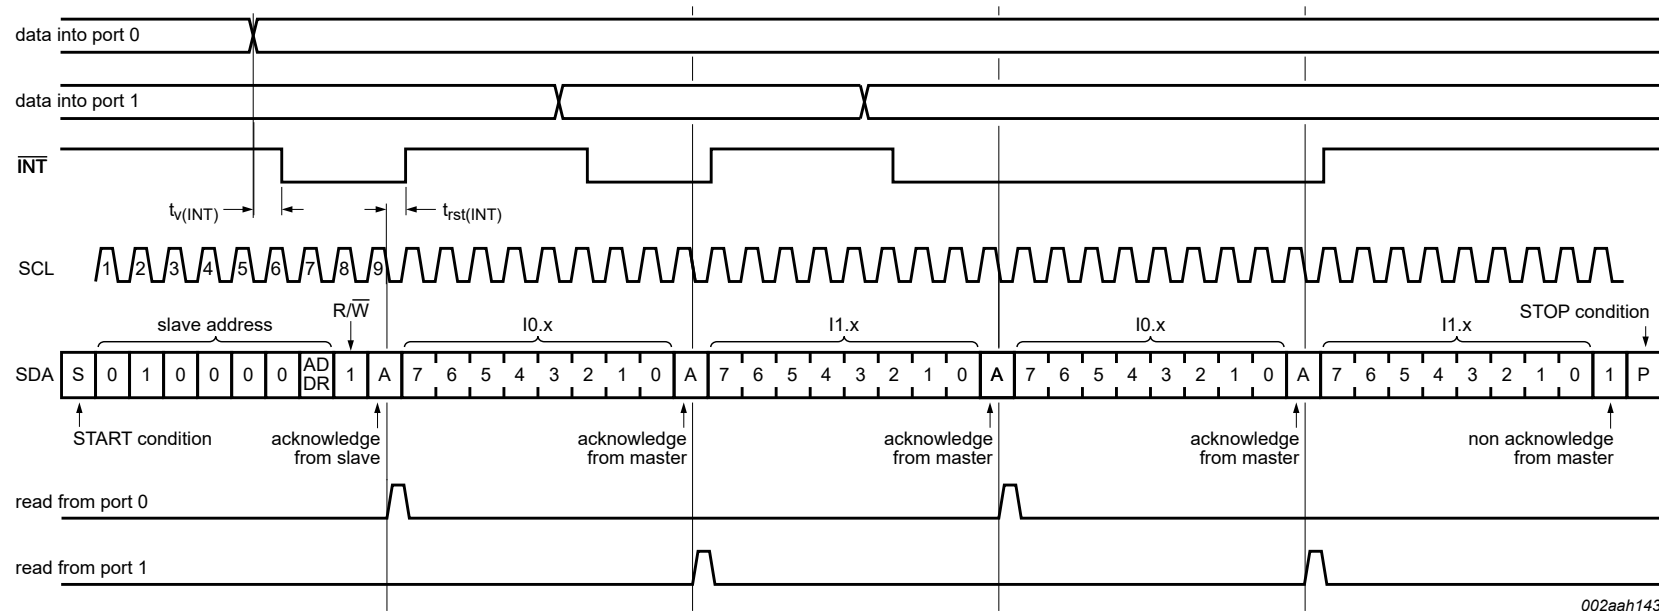 data into port 0
data into port 1
INT
tv(INT)
trst(INT)
SCL
1 2 3 4 5 6 7 8 9
R/W
STOP condition
slave address
I0.x
I1.x
I0.x
I1.x
SDA S 0 1 0 0 0 0 AD DR 1 A 7 6 5 4 3 2 1 0 A 7 6 5 4 3 2 1 0 A 7 6 5 4 3 2 1 0 A 7 6 5 4 3 2 1 0 1 P
START condition
acknowledge
from slave
acknowledge
from master
acknowledge
from master
acknowledge
from master
non acknowledge
from master
read from port 0
read from port 1
002aah143